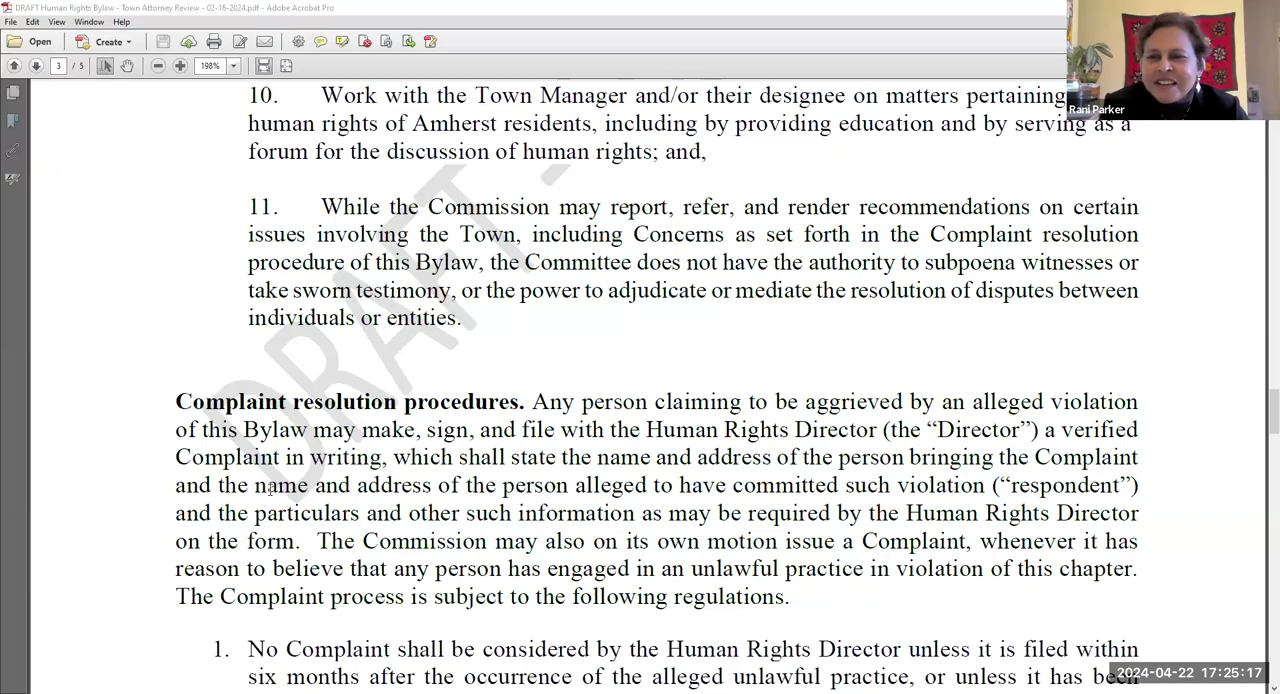 DRAFT Human Rights Bylaw - Town Attorney Review - 02-16-2024.pdf - Adobe Acrobat Pro
File Edit View Window Help
Open Create
3 / 5 198%
Rani Parker
10. Work with the Town Manager and/or their designee on matters pertaining
human rights of Amherst residents, including by providing education and by serving as a
forum for the discussion of human rights; and,
11. While the Commission may report, refer, and render recommendations on certain
issues involving the Town, including Concerns as set forth in the Complaint resolution
procedure of this Bylaw, the Committee does not have the authority to subpoena witnesses or
take sworn testimony, or the power to adjudicate or mediate the resolution of disputes between
individuals or entities.
DRAFT -
Complaint resolution procedures. Any person claiming to be aggrieved by an alleged violation
of this Bylaw may make, sign, and file with the Human Rights Director (the “Director”) a verified
Complaint in writing, which shall state the name and address of the person bringing the Complaint
and the name and address of the person alleged to have committed such violation (“respondent”)
and the particulars and other such information as may be required by the Human Rights Director
on the form. The Commission may also on its own motion issue a Complaint, whenever it has
reason to believe that any person has engaged in an unlawful practice in violation of this chapter.
The Complaint process is subject to the following regulations.
1. No Complaint shall be considered by the Human Rights Director unless it is filed within
six months after the occurrence of the alleged unlawful practice, or unless it has been
2024-04-22 17:25:17